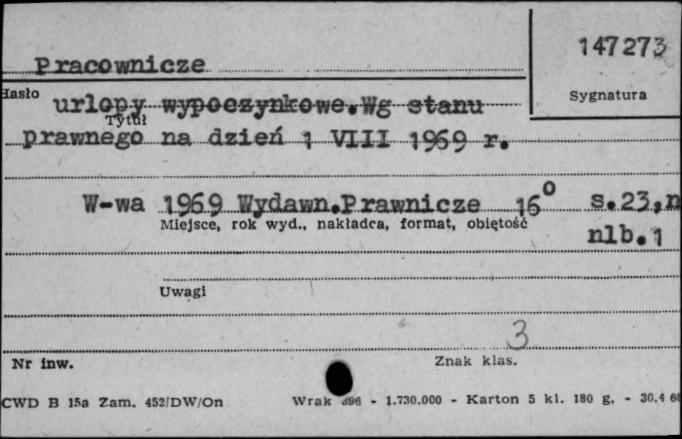 147273
Pracownicze
Hasło
Sygnatura
urlopy wypoczynkowe.Wg stanu
Tytuł
prawnego na dzień 1 VIII 1969 r.
W-wa 1969 Wydawn.Prawnicze 16° s.23,n
Miejsce, rok wyd., nakładca, format, objętość
nlb.1
Uwagi
3
Nr inw.
Znak klas.
CWD B 15a Zam. 452/DW/On
Wrak 396 - 1.730.000 - Karton 5 kl. 180 g. - 30.4